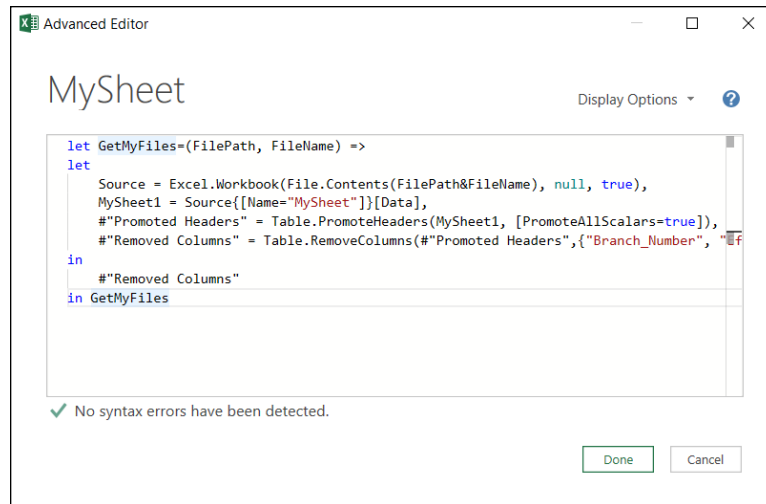 Advanced Editor
MySheet
Display Options
let GetMyFiles=(FilePath, FileName) =>
let
Source = Excel.Workbook(File.Contents(FilePath&FileName), null, true),
MySheet1 = Source{[Name="MySheet"]}[Data],
#"Promoted Headers" = Table.PromoteHeaders(MySheet1, [PromoteAllScalars=true]),
#"Removed Columns" = Table.RemoveColumns(#"Promoted Headers",{"Branch_Number",
in
#"Removed Columns"
in GetMyFiles
No syntax errors have been detected.
Done Cancel